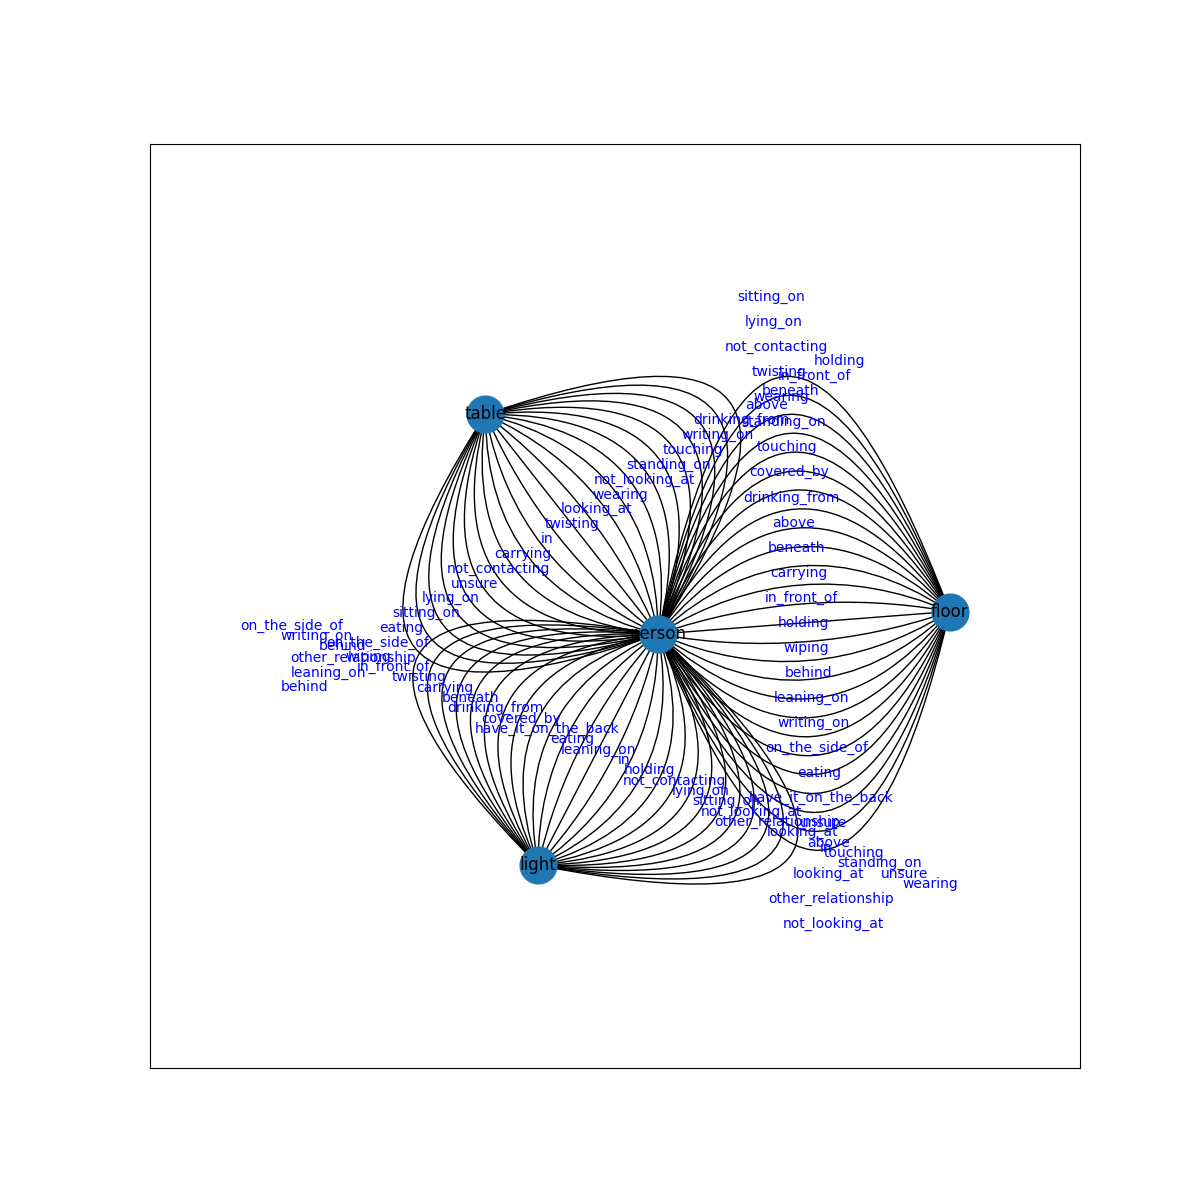 sitting_on
lying_on
not_contacting
holding
twisting
in_front_of
beneath
wearing
above
table
drinking_from
standing_on
writing_on
touching
touching
standing_on
covered_by
not_looking_at
wearing
drinking_from
looking_at
twisting
above
in
beneath
carrying
not_contacting
carrying
unsure
lying_on
in_front_of
sitting_on
floor
holding
on_the_side_of
eating
writing_on
person
on_the_side_of
behind
wiping
other_relationship
wiping
in_front_of
leaning_on
behind
twisting
behind
carrying
beneath
leaning_on
drinking_from
covered_by
writing_on
have_it_on_the_back
eating
leaning_on
on_the_side_of
in
holding
eating
not_contacting
lying_on
have_it_on_the_back
sitting_on
not_looking_at
other_relationship
unsure
looking_at
above
in
touching
light
standing_on
looking_at
unsure
wearing
other_relationship
not_looking_at